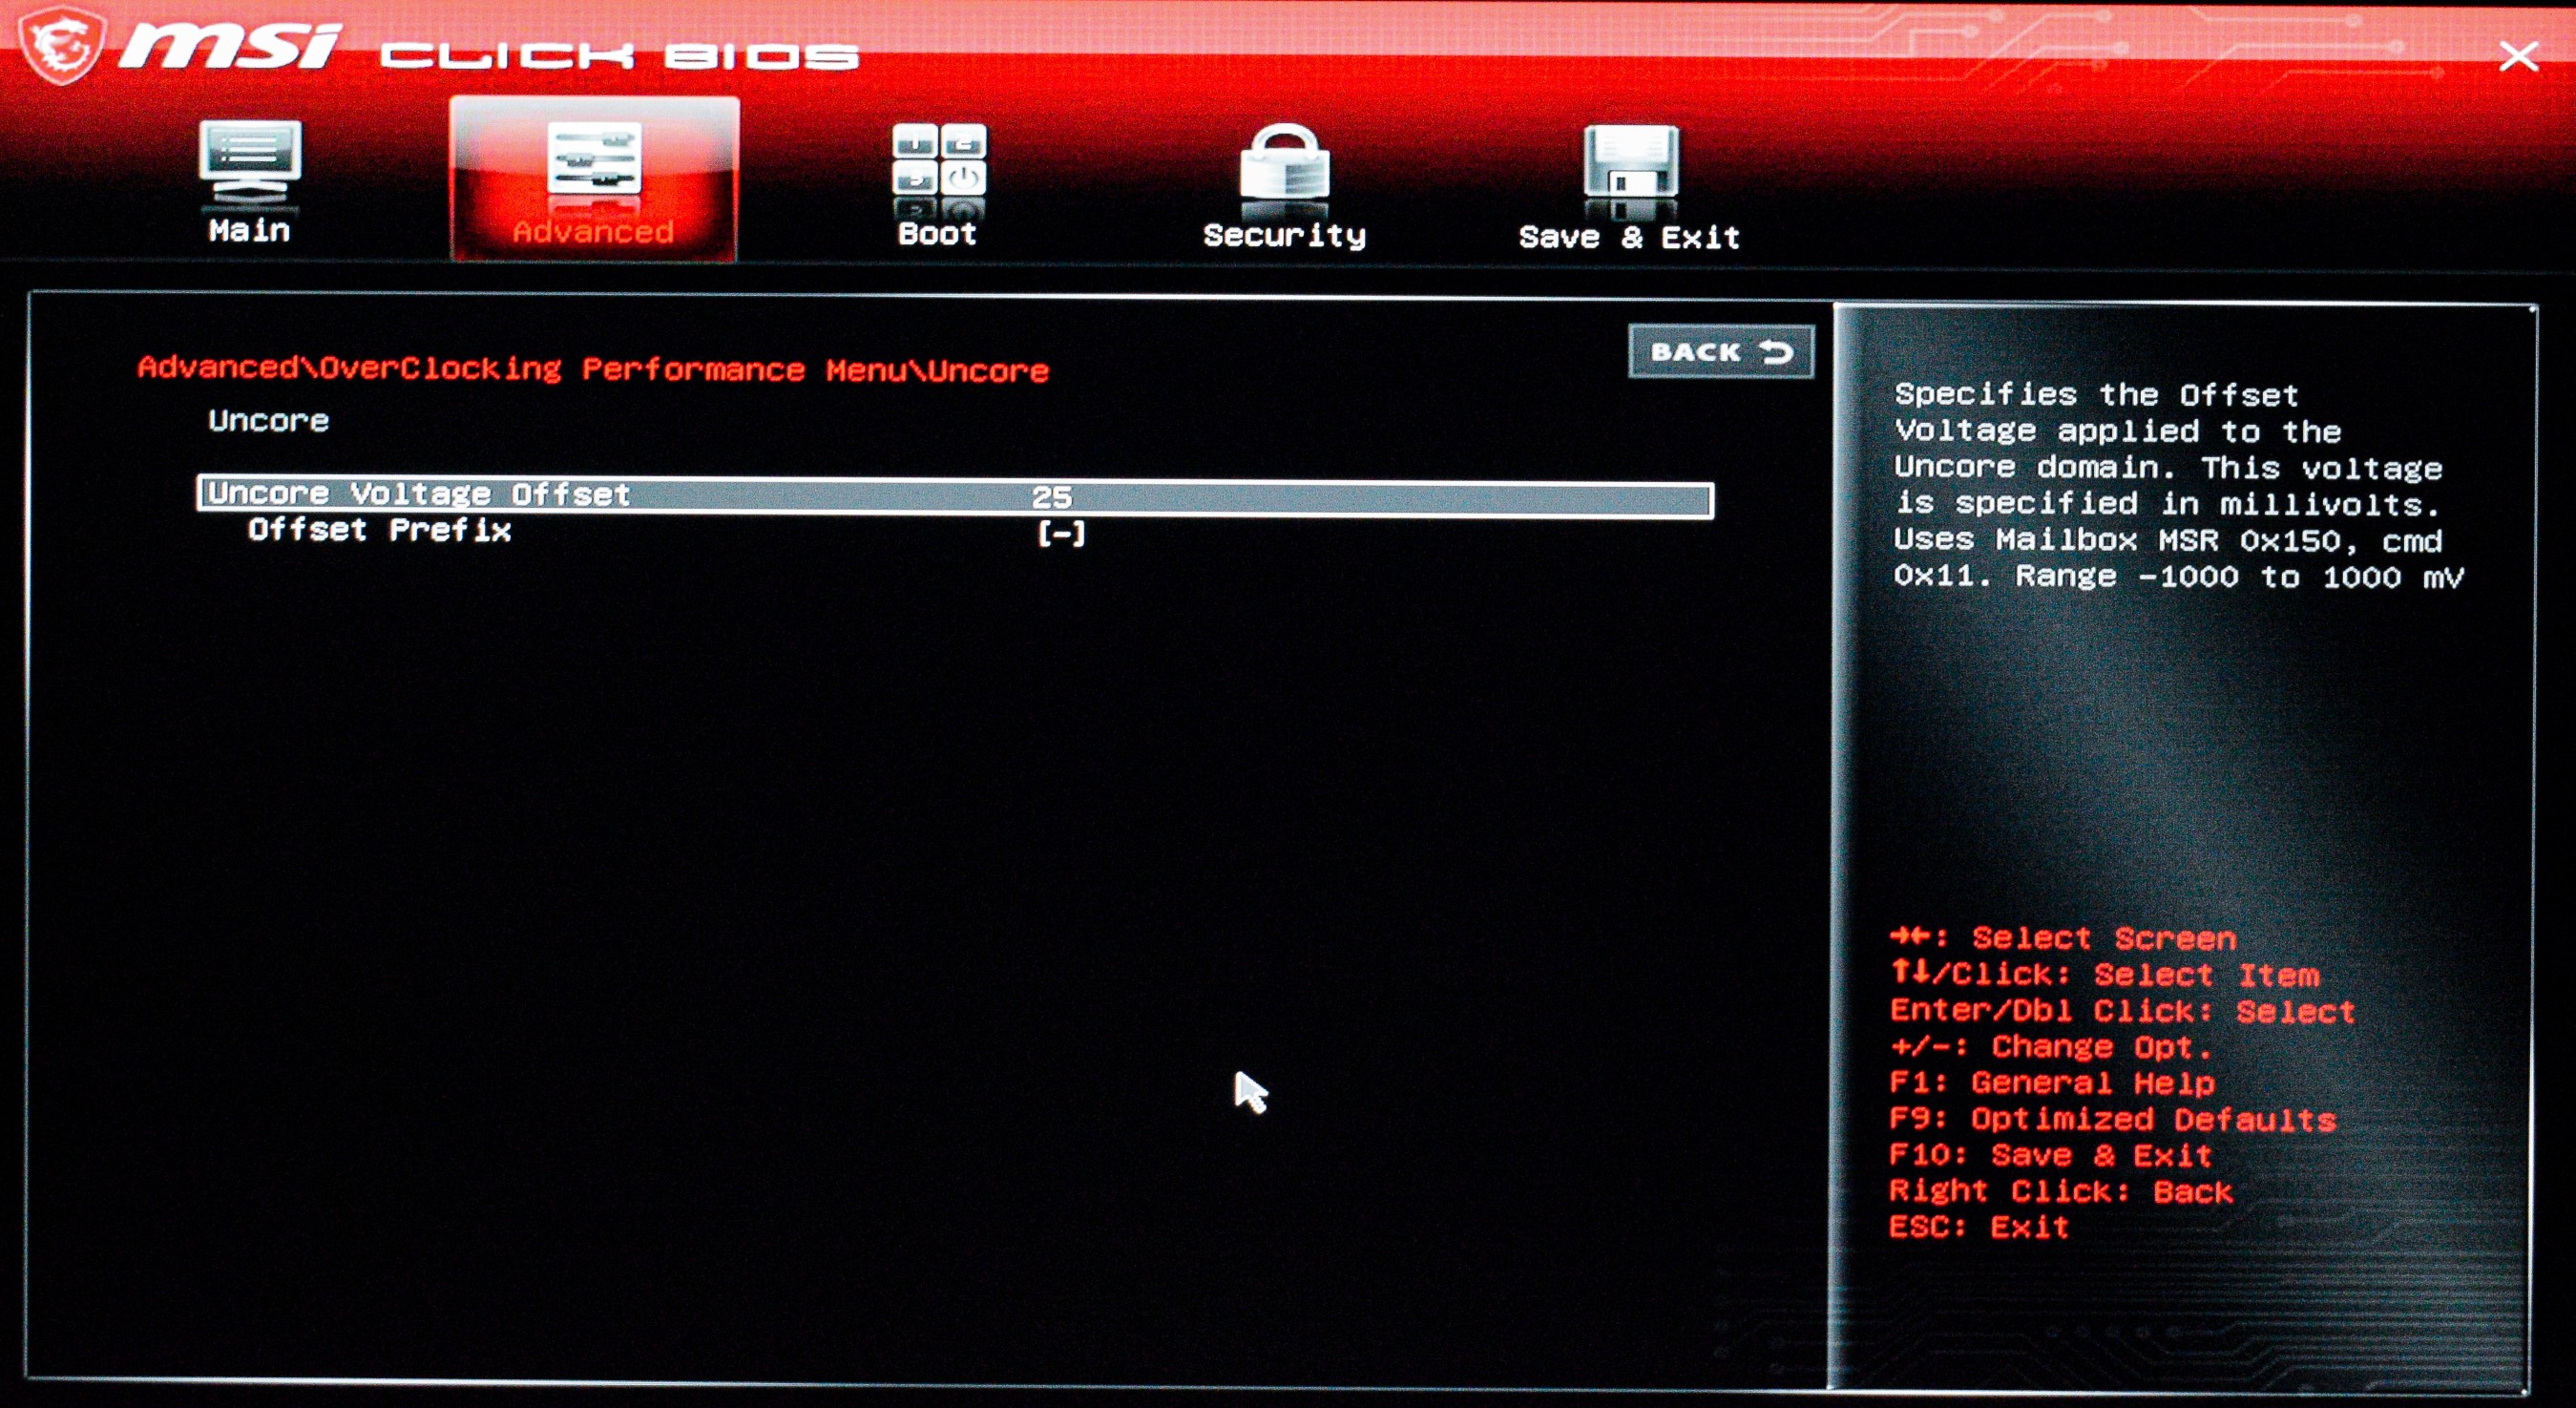 msi CLICK BIOS
Main
Advanced
Boot
Security
Save & Exit
BACK
Advanced\OverClocking Performance Menu\Uncore
Uncore
Uncore Voltage Offset 25
Offset Prefix [-]
Specifies the Offset
Voltage applied to the
Uncore domain. This voltage
is specified in millivolts.
Uses Mailbox MSR 0x150, cmd
0x11. Range -1000 to 1000 mV
→←: Select Screen
↑↓/Click: Select Item
Enter/Dbl Click: Select
+/-: Change Opt.
F1: General Help
F9: Optimized Defaults
F10: Save & Exit
Right Click: Back
ESC: Exit